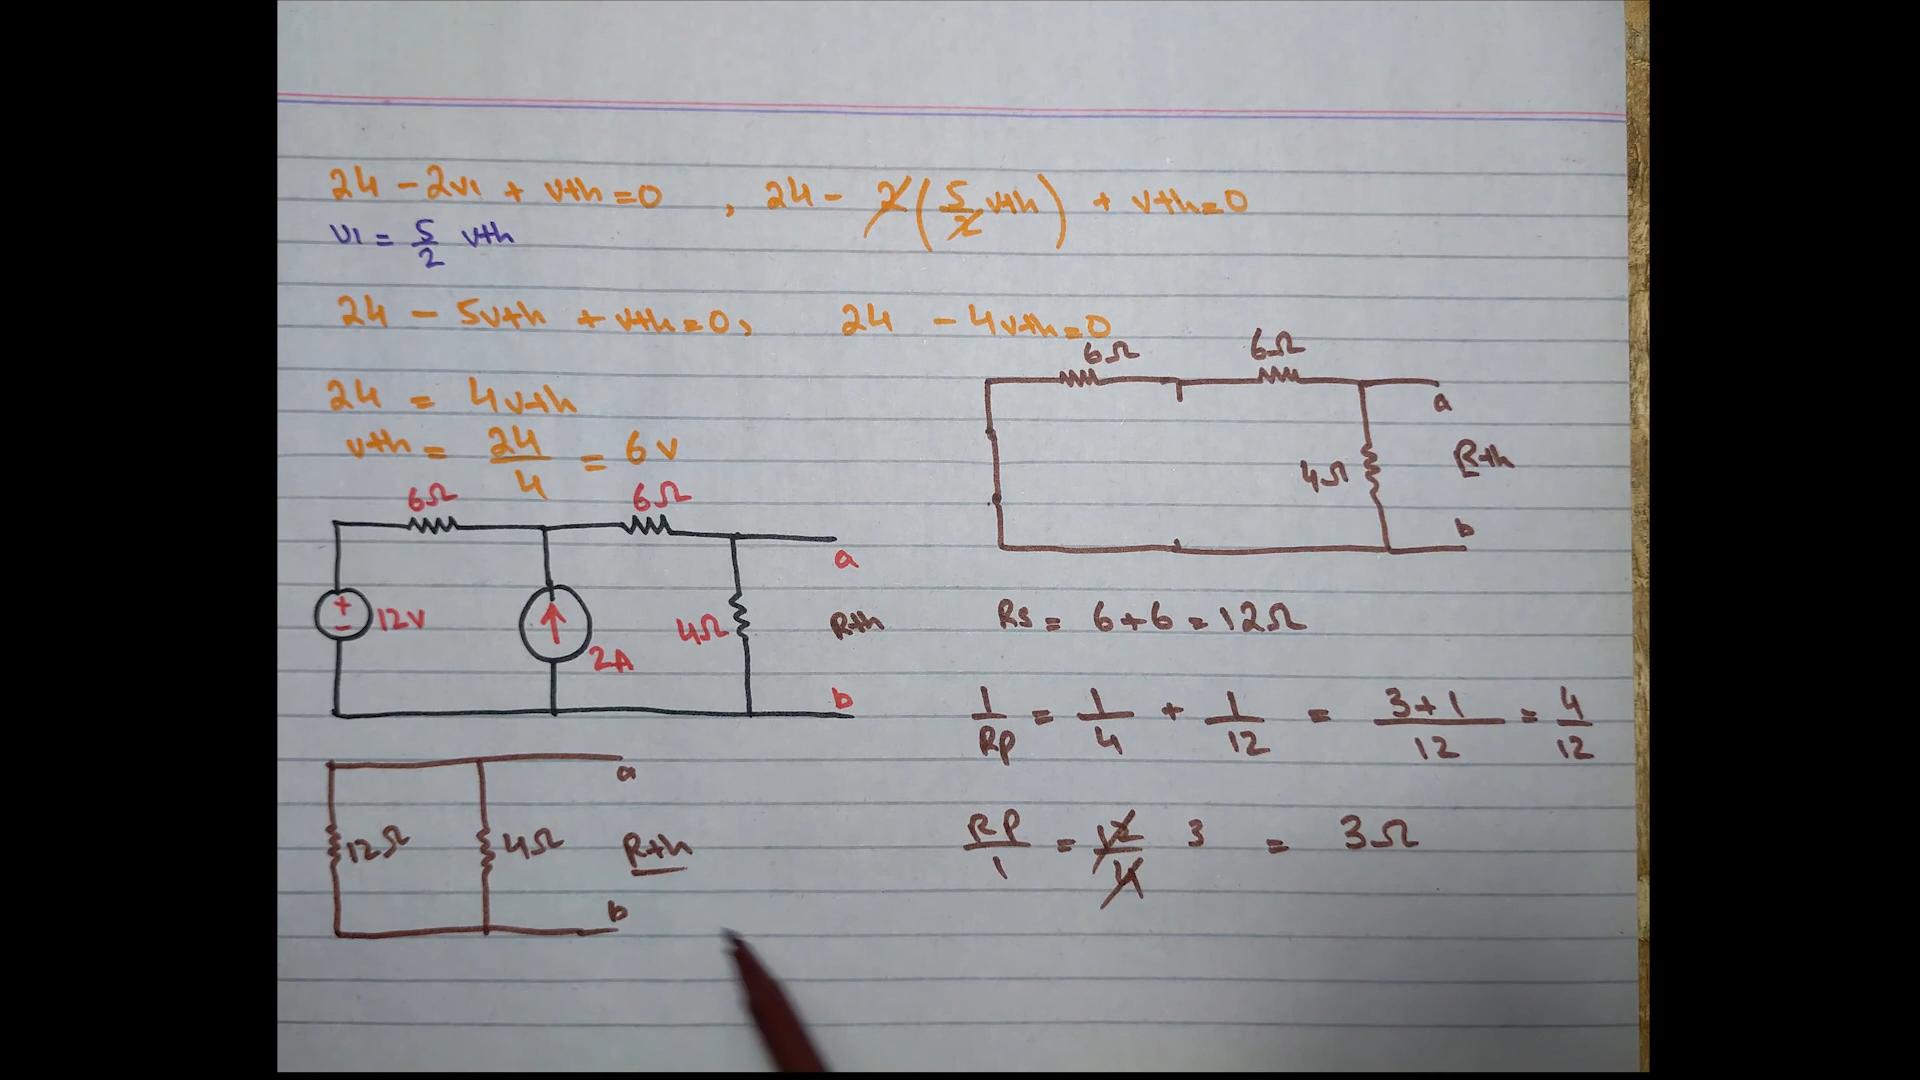 24 - 2v1 + vth = 0 , 24 - 2(5/2 vth) + vth = 0
v1 = 5/2 vth
24 - 5vth + vth = 0, 24 - 4vth = 0
24 = 4vth
vth = 24/4 = 6v
6Ω 6Ω
12v
2A
4Ω
a
Rth
b
12Ω
4Ω
a
Rth
b
6Ω 6Ω
4Ω
a
Rth
b
Rs = 6+6 = 12Ω
1/Rp = 1/4 + 1/12 = 3+1/12 = 4/12
Rp/1 = 12/4 3 = 3Ω